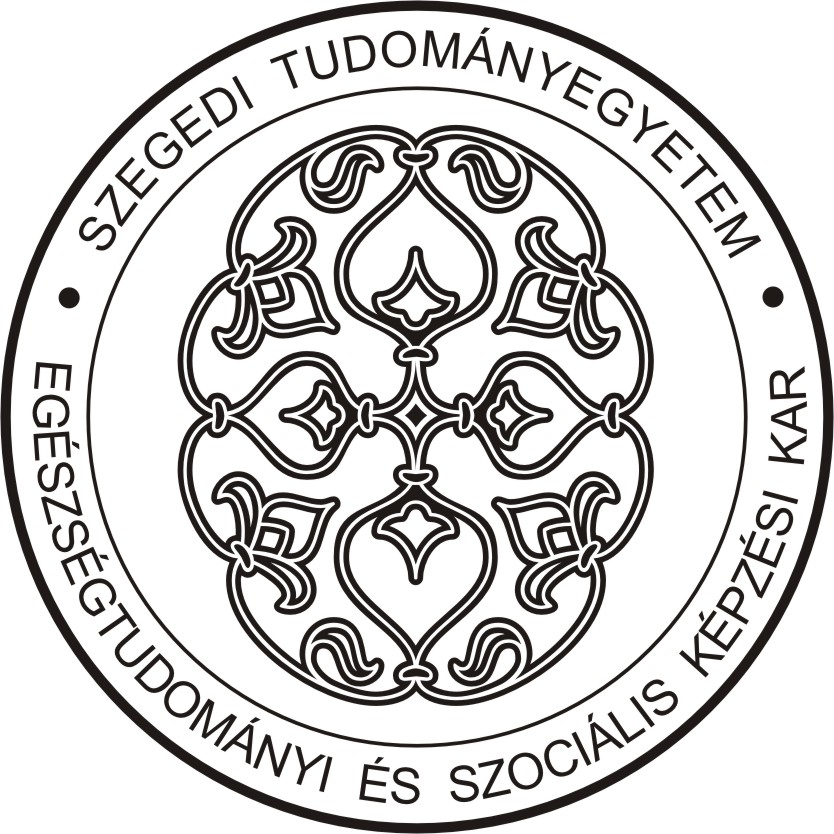 SZEGEDI TUDOMÁNYEGYETEM
EGÉSZSÉGTUDOMÁNYI ÉS SZOCIÁLIS KÉPZÉSI KAR